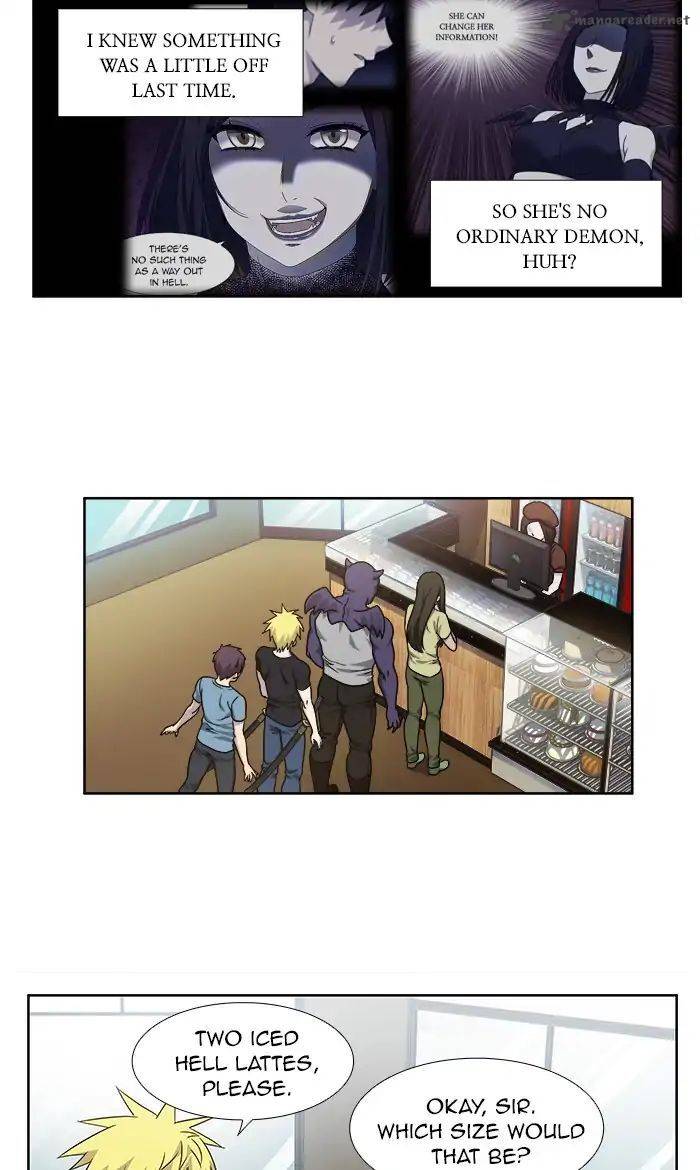 mangareader.net
SHE CAN
CHANGE HER
INFORMATION!
I KNEW SOMETHING
WAS A LITTLE OFF
LAST TIME.
SO SHE'S NO
ORDINARY DEMON,
HUH?
THERE'S
NO SUCH THING
AS A WAY OUT
IN HELL.
TWO ICED
HELL LATTES,
PLEASE.
OKAY, SIR.
WHICH SIZE WOULD
THAT BE?